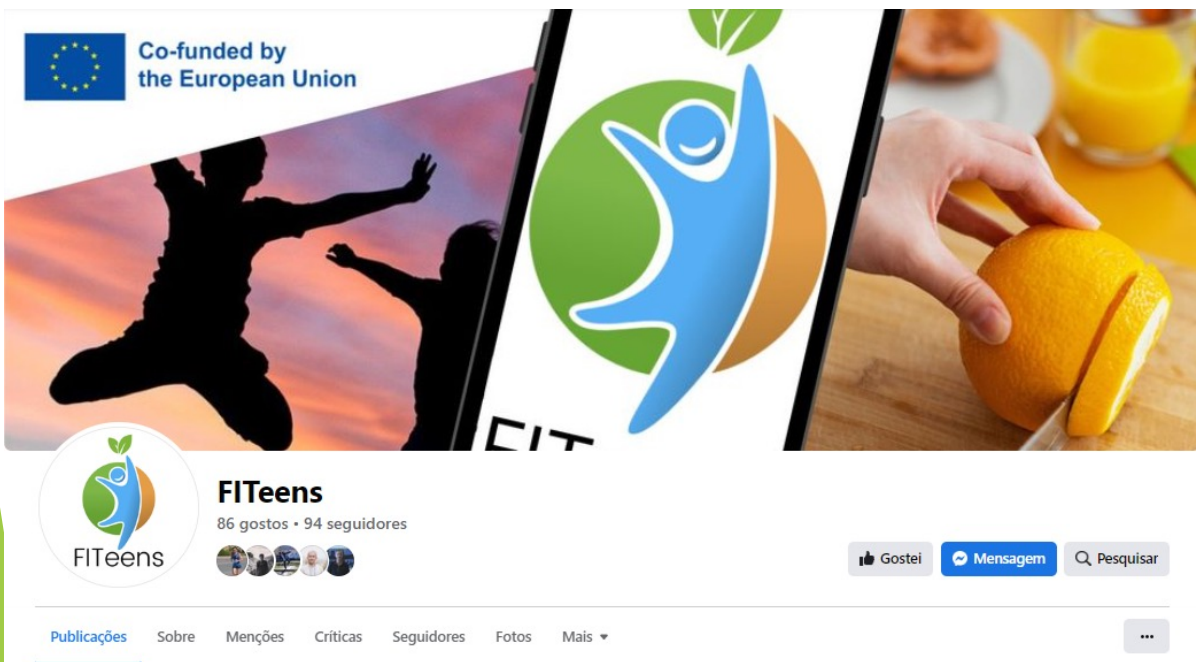 Co-funded by
the European Union
FIT
FITeens
FITeens
86 gostos • 94 seguidores
Gostei
Mensagem
Pesquisar
Publicações
Sobre
Menções
Críticas
Seguidores
Fotos
Mais